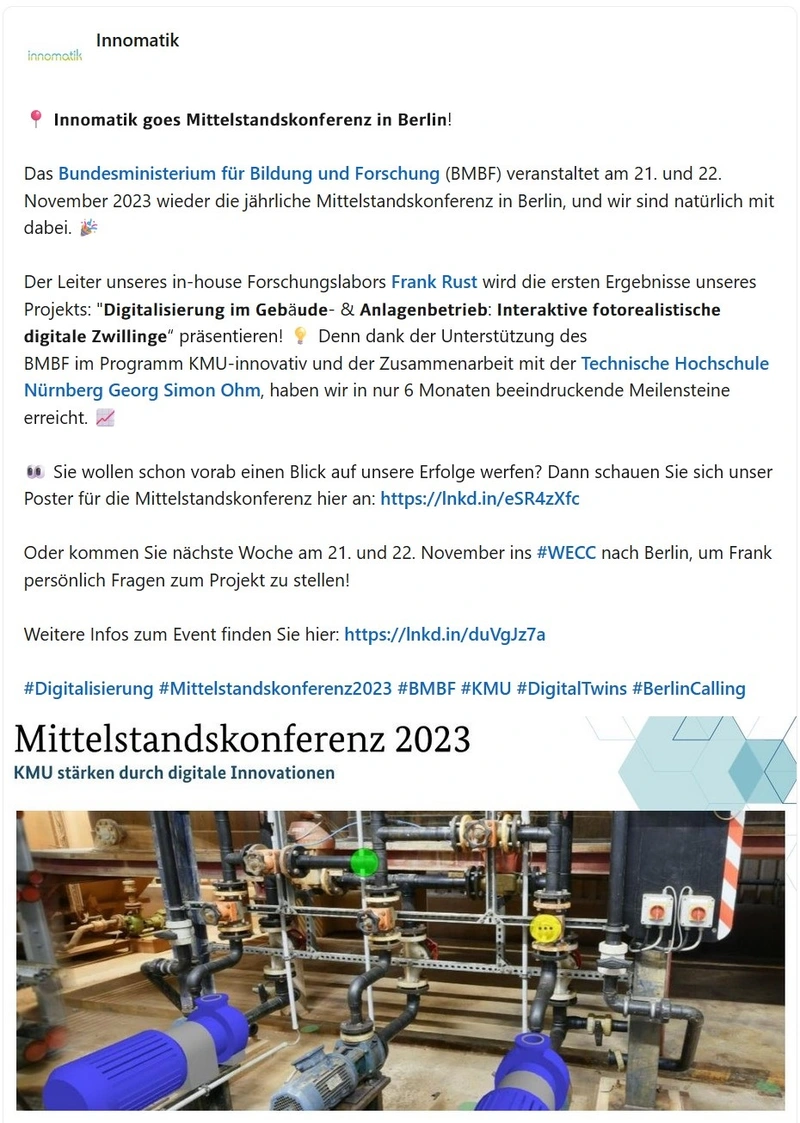 innomatik
Innomatik
📍 Innomatik goes Mittelstandskonferenz in Berlin!
Das Bundesministerium für Bildung und Forschung (BMBF) veranstaltet am 21. und 22.
November 2023 wieder die jährliche Mittelstandskonferenz in Berlin, und wir sind natürlich mit
dabei. 🎉
Der Leiter unseres in-house Forschungslabors Frank Rust wird die ersten Ergebnisse unseres
Projekts: "Digitalisierung im Gebäude- & Anlagenbetrieb: Interaktive fotorealistische
digitale Zwillinge“ präsentieren! 💡 Denn dank der Unterstützung des
BMBF im Programm KMU-innovativ und der Zusammenarbeit mit der Technische Hochschule
Nürnberg Georg Simon Ohm, haben wir in nur 6 Monaten beeindruckende Meilensteine
erreicht. 📈
👀 Sie wollen schon vorab einen Blick auf unsere Erfolge werfen? Dann schauen Sie sich unser
Poster für die Mittelstandskonferenz hier an: https://lnkd.in/eSR4zXfc
Oder kommen Sie nächste Woche am 21. und 22. November ins #WECC nach Berlin, um Frank
persönlich Fragen zum Projekt zu stellen!
Weitere Infos zum Event finden Sie hier: https://lnkd.in/duVgJz7a
#Digitalisierung #Mittelstandskonferenz2023 #BMBF #KMU #DigitalTwins #BerlinCalling
Mittelstandskonferenz 2023
KMU stärken durch digitale Innovationen